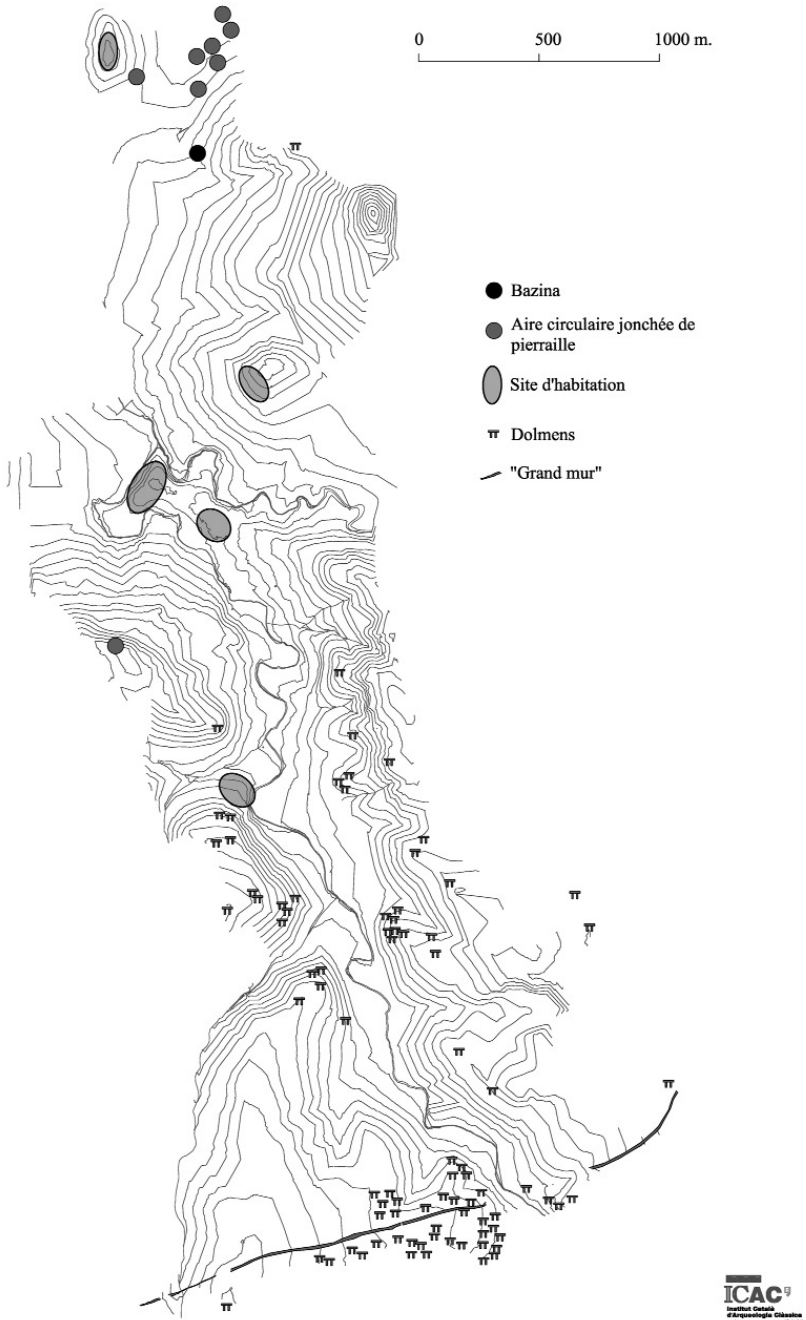 0 500 1000 m.
Bazina
Aire circulaire jonchée de
pierraille
Site d'habitation
Dolmens
"Grand mur"
ICAC
Institut Català
d'Arqueologia Clàssica